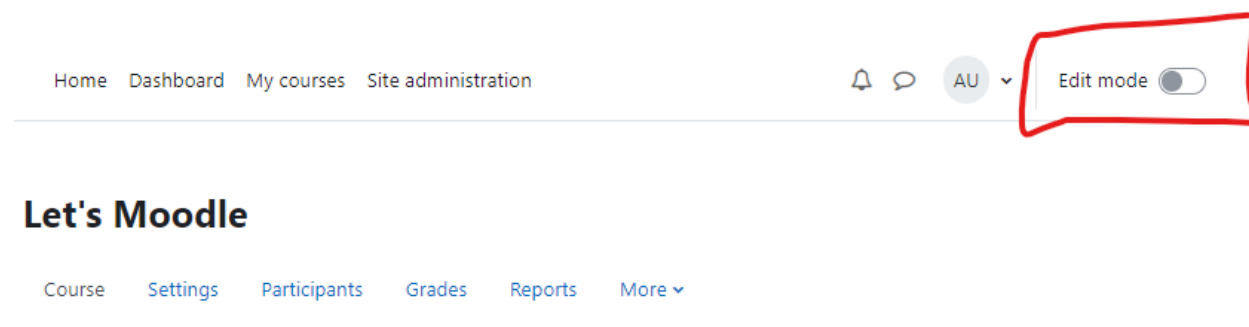 Home Dashboard My courses Site administration AU Edit mode
Let's Moodle
Course Settings Participants Grades Reports More